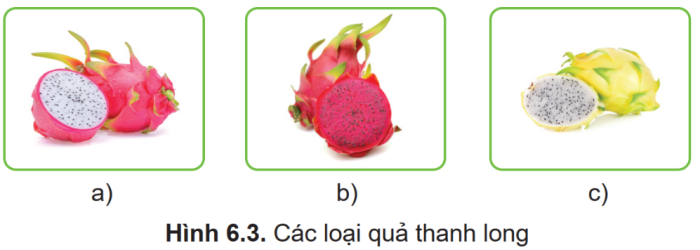 a)
b)
c)
Hình 6.3. Các loại quả thanh long